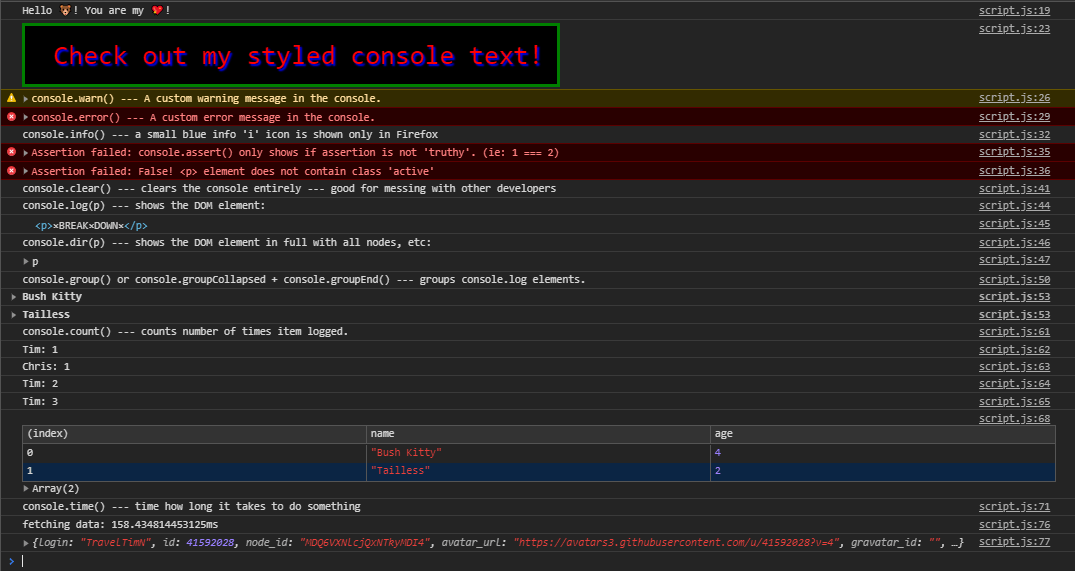 Hello 🐻! You are my 💖! script.js:19
script.js:23
Check out my styled console text!
console.warn() --- A custom warning message in the console. script.js:26
console.error() --- A custom error message in the console. script.js:29
console.info() --- a small blue info 'i' icon is shown only in Firefox script.js:32
Assertion failed: console.assert() only shows if assertion is not 'truthy'. (ie: 1 === 2) script.js:35
Assertion failed: False! <p> element does not contain class 'active' script.js:36
console.clear() --- clears the console entirely --- good for messing with other developers script.js:41
console.log(p) --- shows the DOM element: script.js:44
<p>×BREAK×DOWN×</p> script.js:45
console.dir(p) --- shows the DOM element in full with all nodes, etc: script.js:46
p script.js:47
console.group() or console.groupCollapsed + console.groupEnd() --- groups console.log elements. script.js:50
Bush Kitty script.js:53
Tailless script.js:53
console.count() --- counts number of times item logged. script.js:61
Tim: 1 script.js:62
Chris: 1 script.js:63
Tim: 2 script.js:64
Tim: 3 script.js:65
script.js:68
(index) name age
0 "Bush Kitty" 4
1 "Tailless" 2
Array(2)
console.time() --- time how long it takes to do something script.js:71
fetching data: 158.434814453125ms script.js:76
{login: "TravelTimN", id: 41592028, node_id: "MDQ6VXNlcjQxNTkyMDI4", avatar_url: "https://avatars3.githubusercontent.com/u/41592028?v=4", gravatar_id: "", …} script.js:77